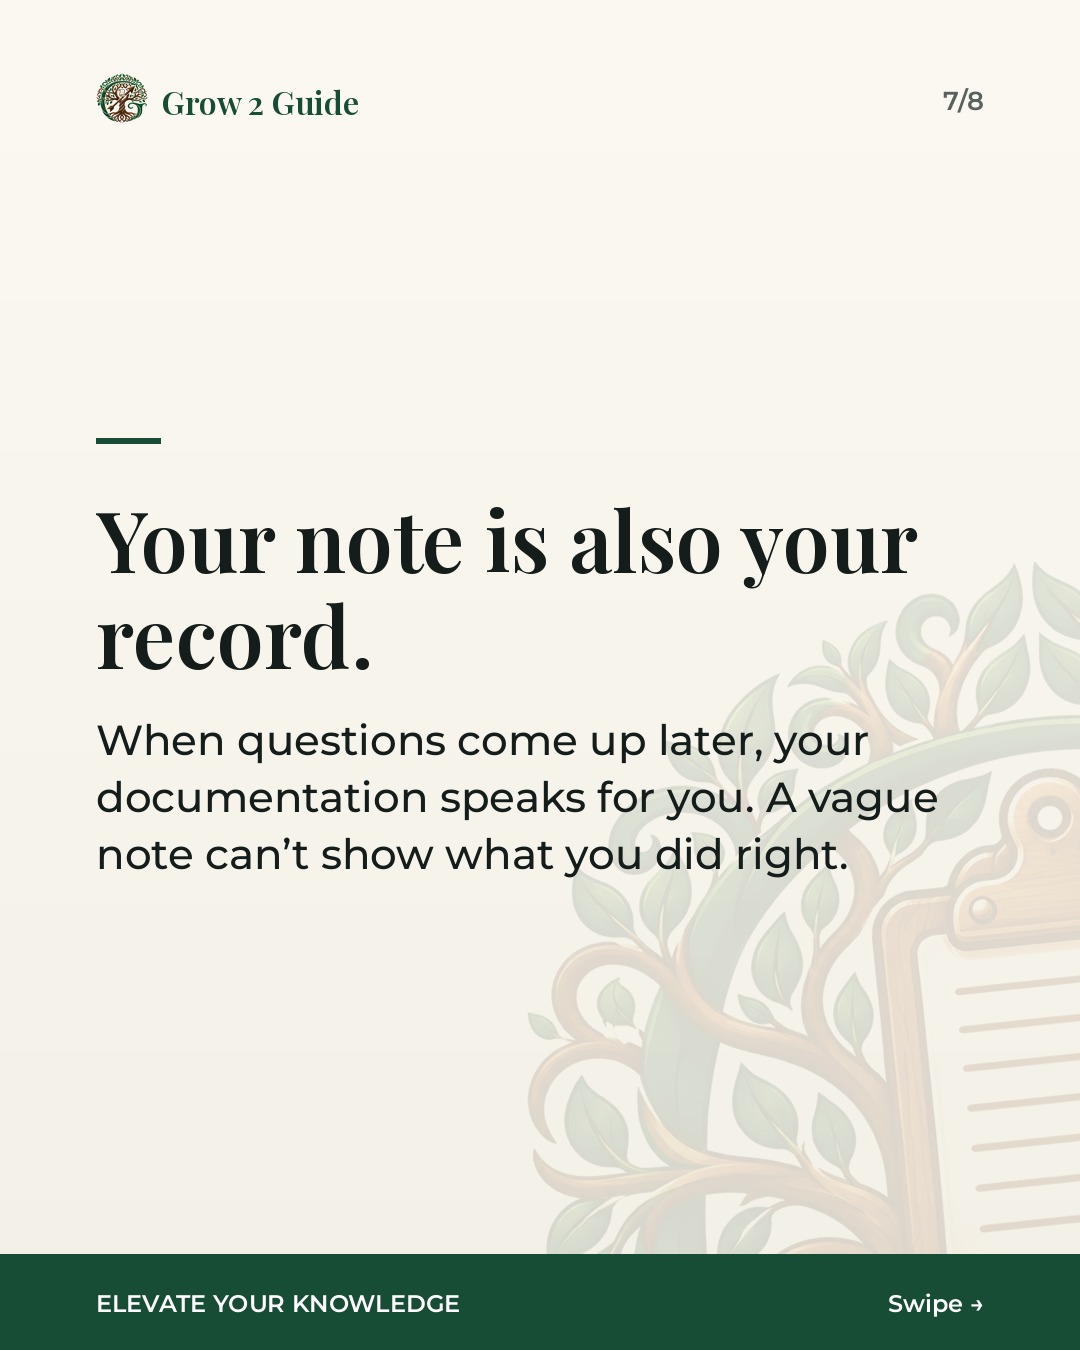 Grow 2 Guide
7/8
Your note is also your
record.
When questions come up later, your
documentation speaks for you. A vague
note can’t show what you did right.
ELEVATE YOUR KNOWLEDGE
Swipe →